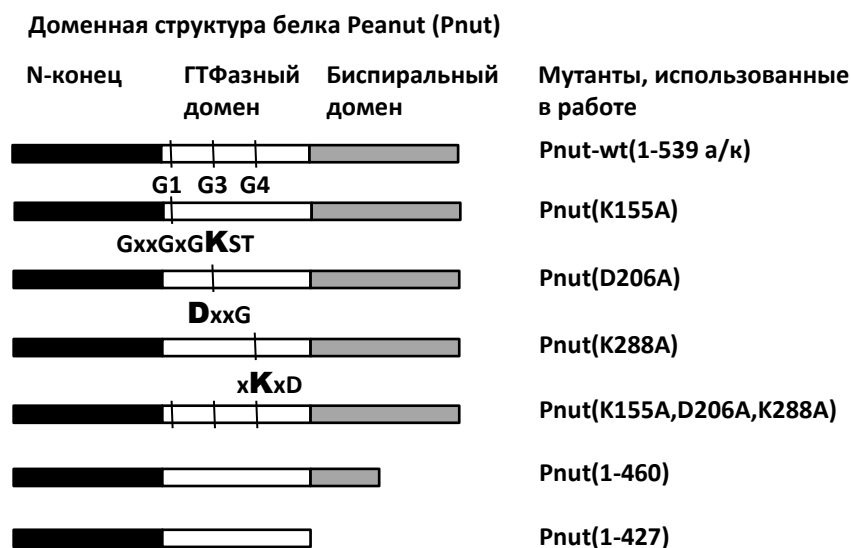 Доменная структура белка Peanut (Pnut)
N-конец ГТФазный Биспиральный Мутанты, использованные
домен домен в работе
Pnut-wt(1-539 а/к)
G1 G3 G4
Pnut(K155A)
GxxGxGKST
Pnut(D206A)
DxxG
Pnut(K288A)
xKxD
Pnut(K155A,D206A,K288A)
Pnut(1-460)
Pnut(1-427)